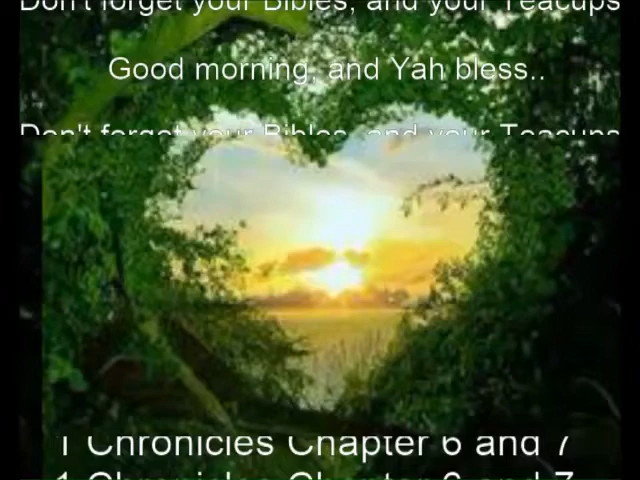 Don't forget your Bibles, and your Teacups
Good morning, and Yah bless..
Don't forget your Bibles, and your Teacups
1 Chronicles Chapter 6 and 7
1 Chronicles Chapter 6 and 7